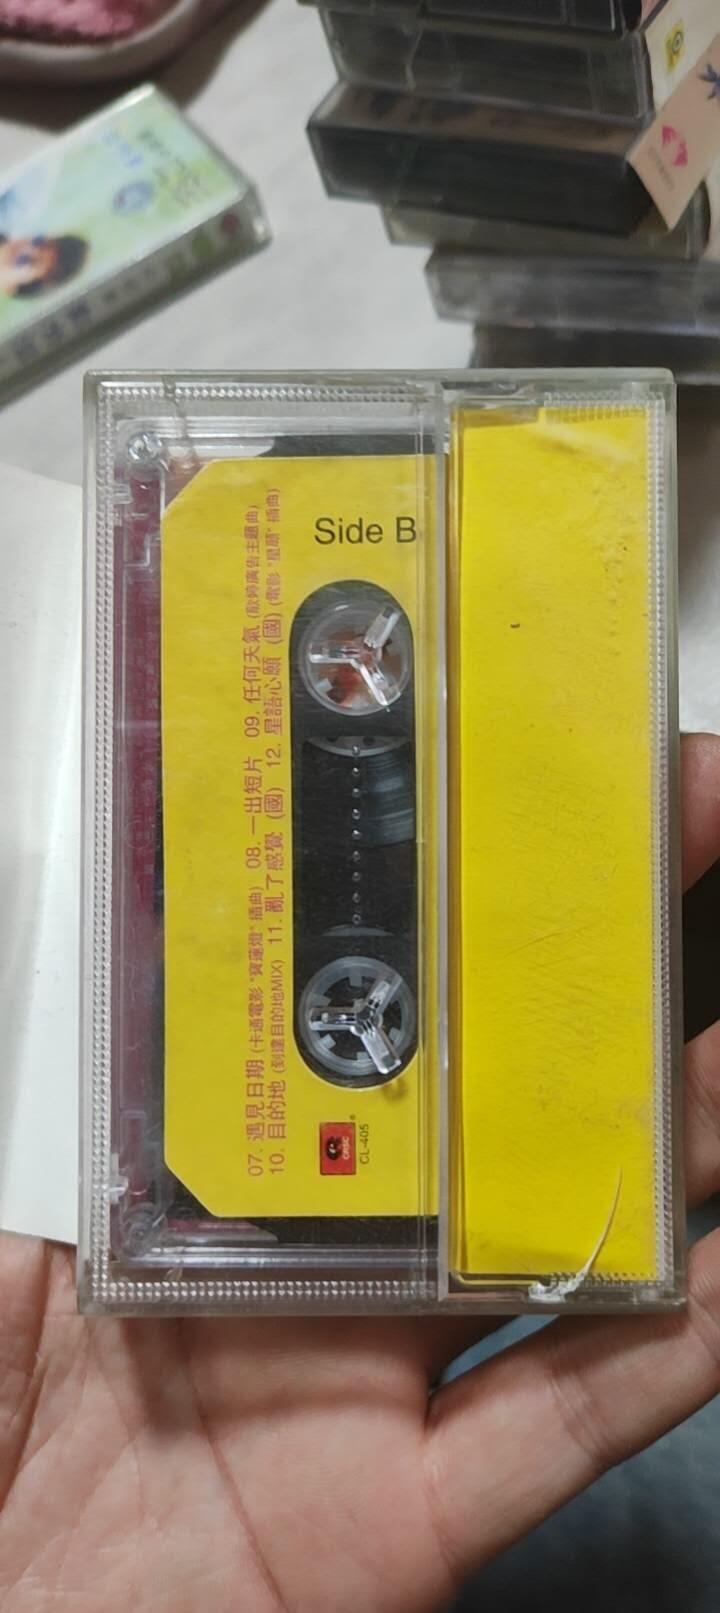 Side B
07. 遇見日期 (卡通電影 "寶蓮燈" 插曲) 08. 一出短片 09. 任何天氣 (歐婷廣告主題曲)
10. 目的地 (到達目的地MIX) 11. 亂了感覺 (國) 12. 星語心願 (國) (電影 "星願" 插曲)
CRSC
CL-405